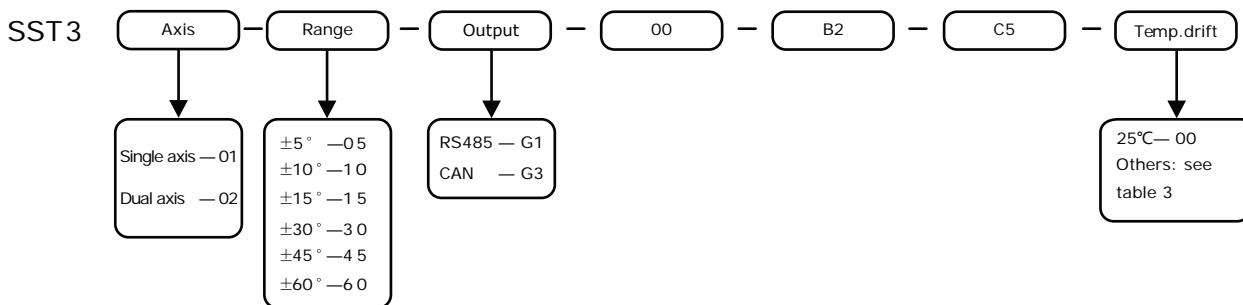 SST3 Axis — Range — Output — 00 — B2 — C5 — Temp.drift
Single axis — 01
Dual axis — 02
±5° —05
±10°—10
±15°—15
±30°—30
±45°—45
±60°—60
RS485 — G1
CAN — G3
25℃— 00
Others: see
table 3